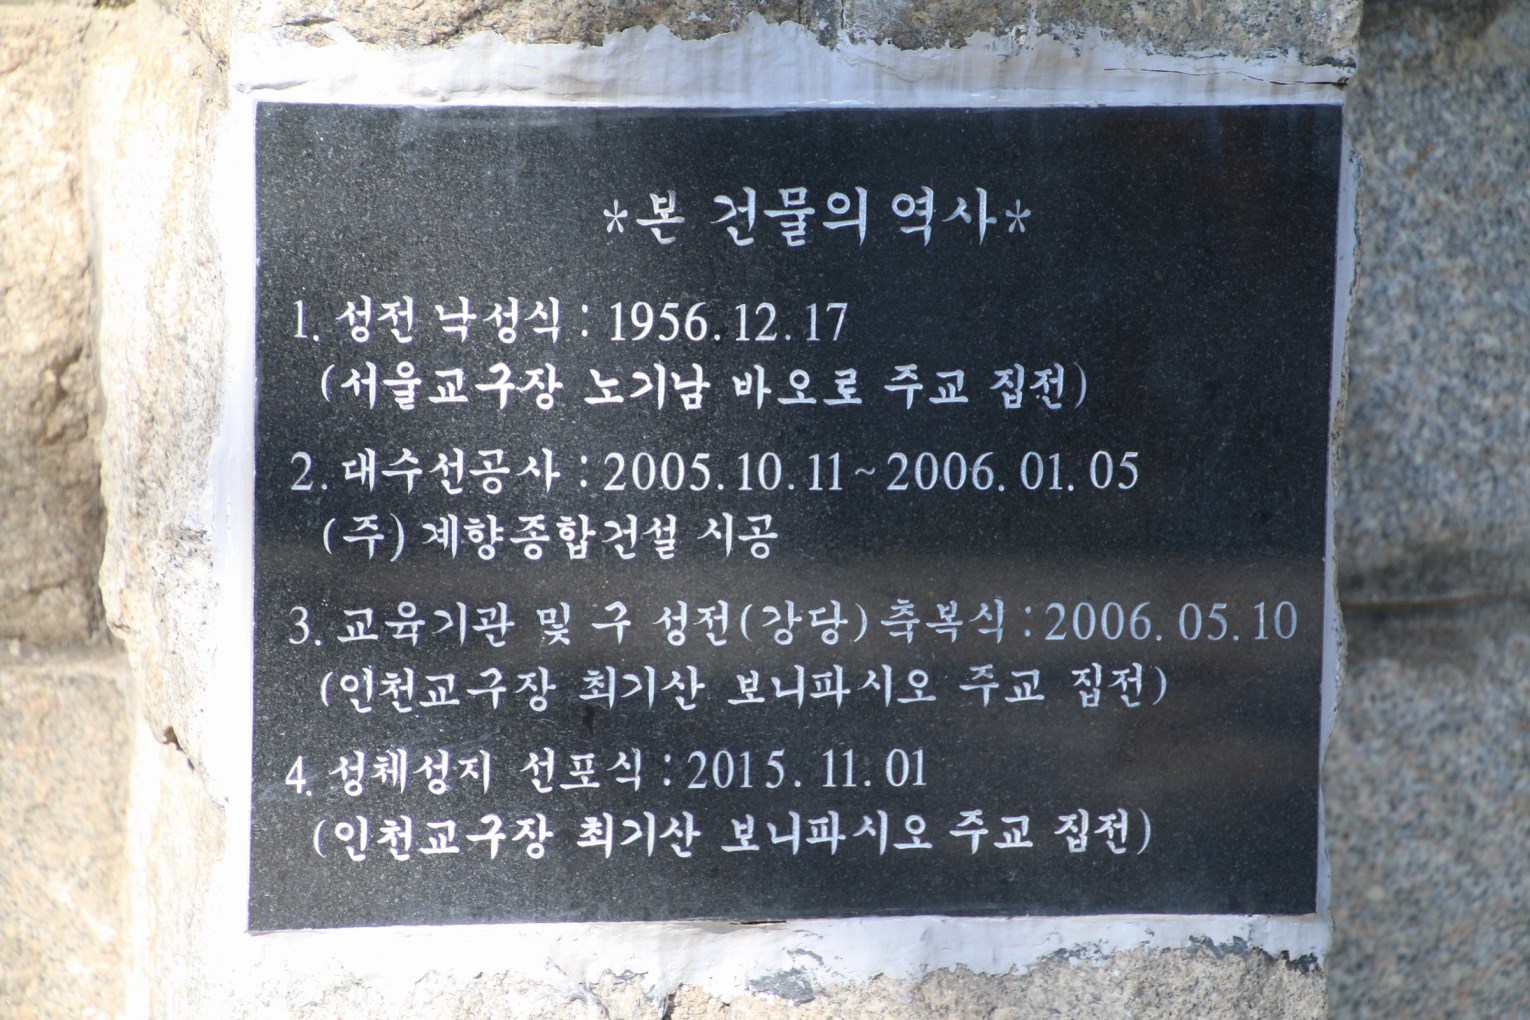 *본 건물의 역사*
1. 성전 낙성식 : 1956.12.17
(서울교구장 노기남 바오로 주교 집전)
2. 대수선공사 : 2005.10.11~2006.01.05
(주) 계향종합건설 시공
3. 교육기관 및 구 성전(강당) 축복식 : 2006.05.10
(인천교구장 최기산 보니파시오 주교 집전)
4. 성체성지 선포식 : 2015.11.01
(인천교구장 최기산 보니파시오 주교 집전)